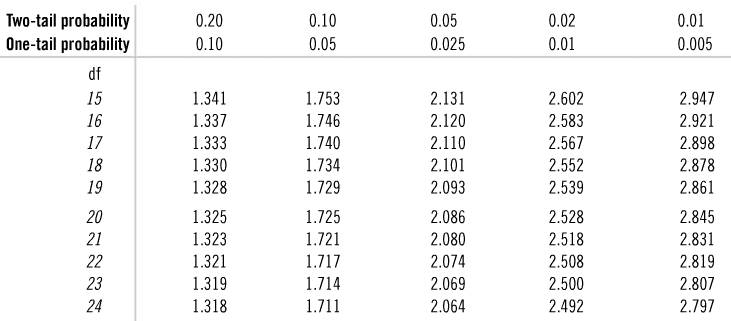 Two-tail probability 0.20 0.10 0.05 0.02 0.01
One-tail probability 0.10 0.05 0.025 0.01 0.005
df
15 1.341 1.753 2.131 2.602 2.947
16 1.337 1.746 2.120 2.583 2.921
17 1.333 1.740 2.110 2.567 2.898
18 1.330 1.734 2.101 2.552 2.878
19 1.328 1.729 2.093 2.539 2.861
20 1.325 1.725 2.086 2.528 2.845
21 1.323 1.721 2.080 2.518 2.831
22 1.321 1.717 2.074 2.508 2.819
23 1.319 1.714 2.069 2.500 2.807
24 1.318 1.711 2.064 2.492 2.797